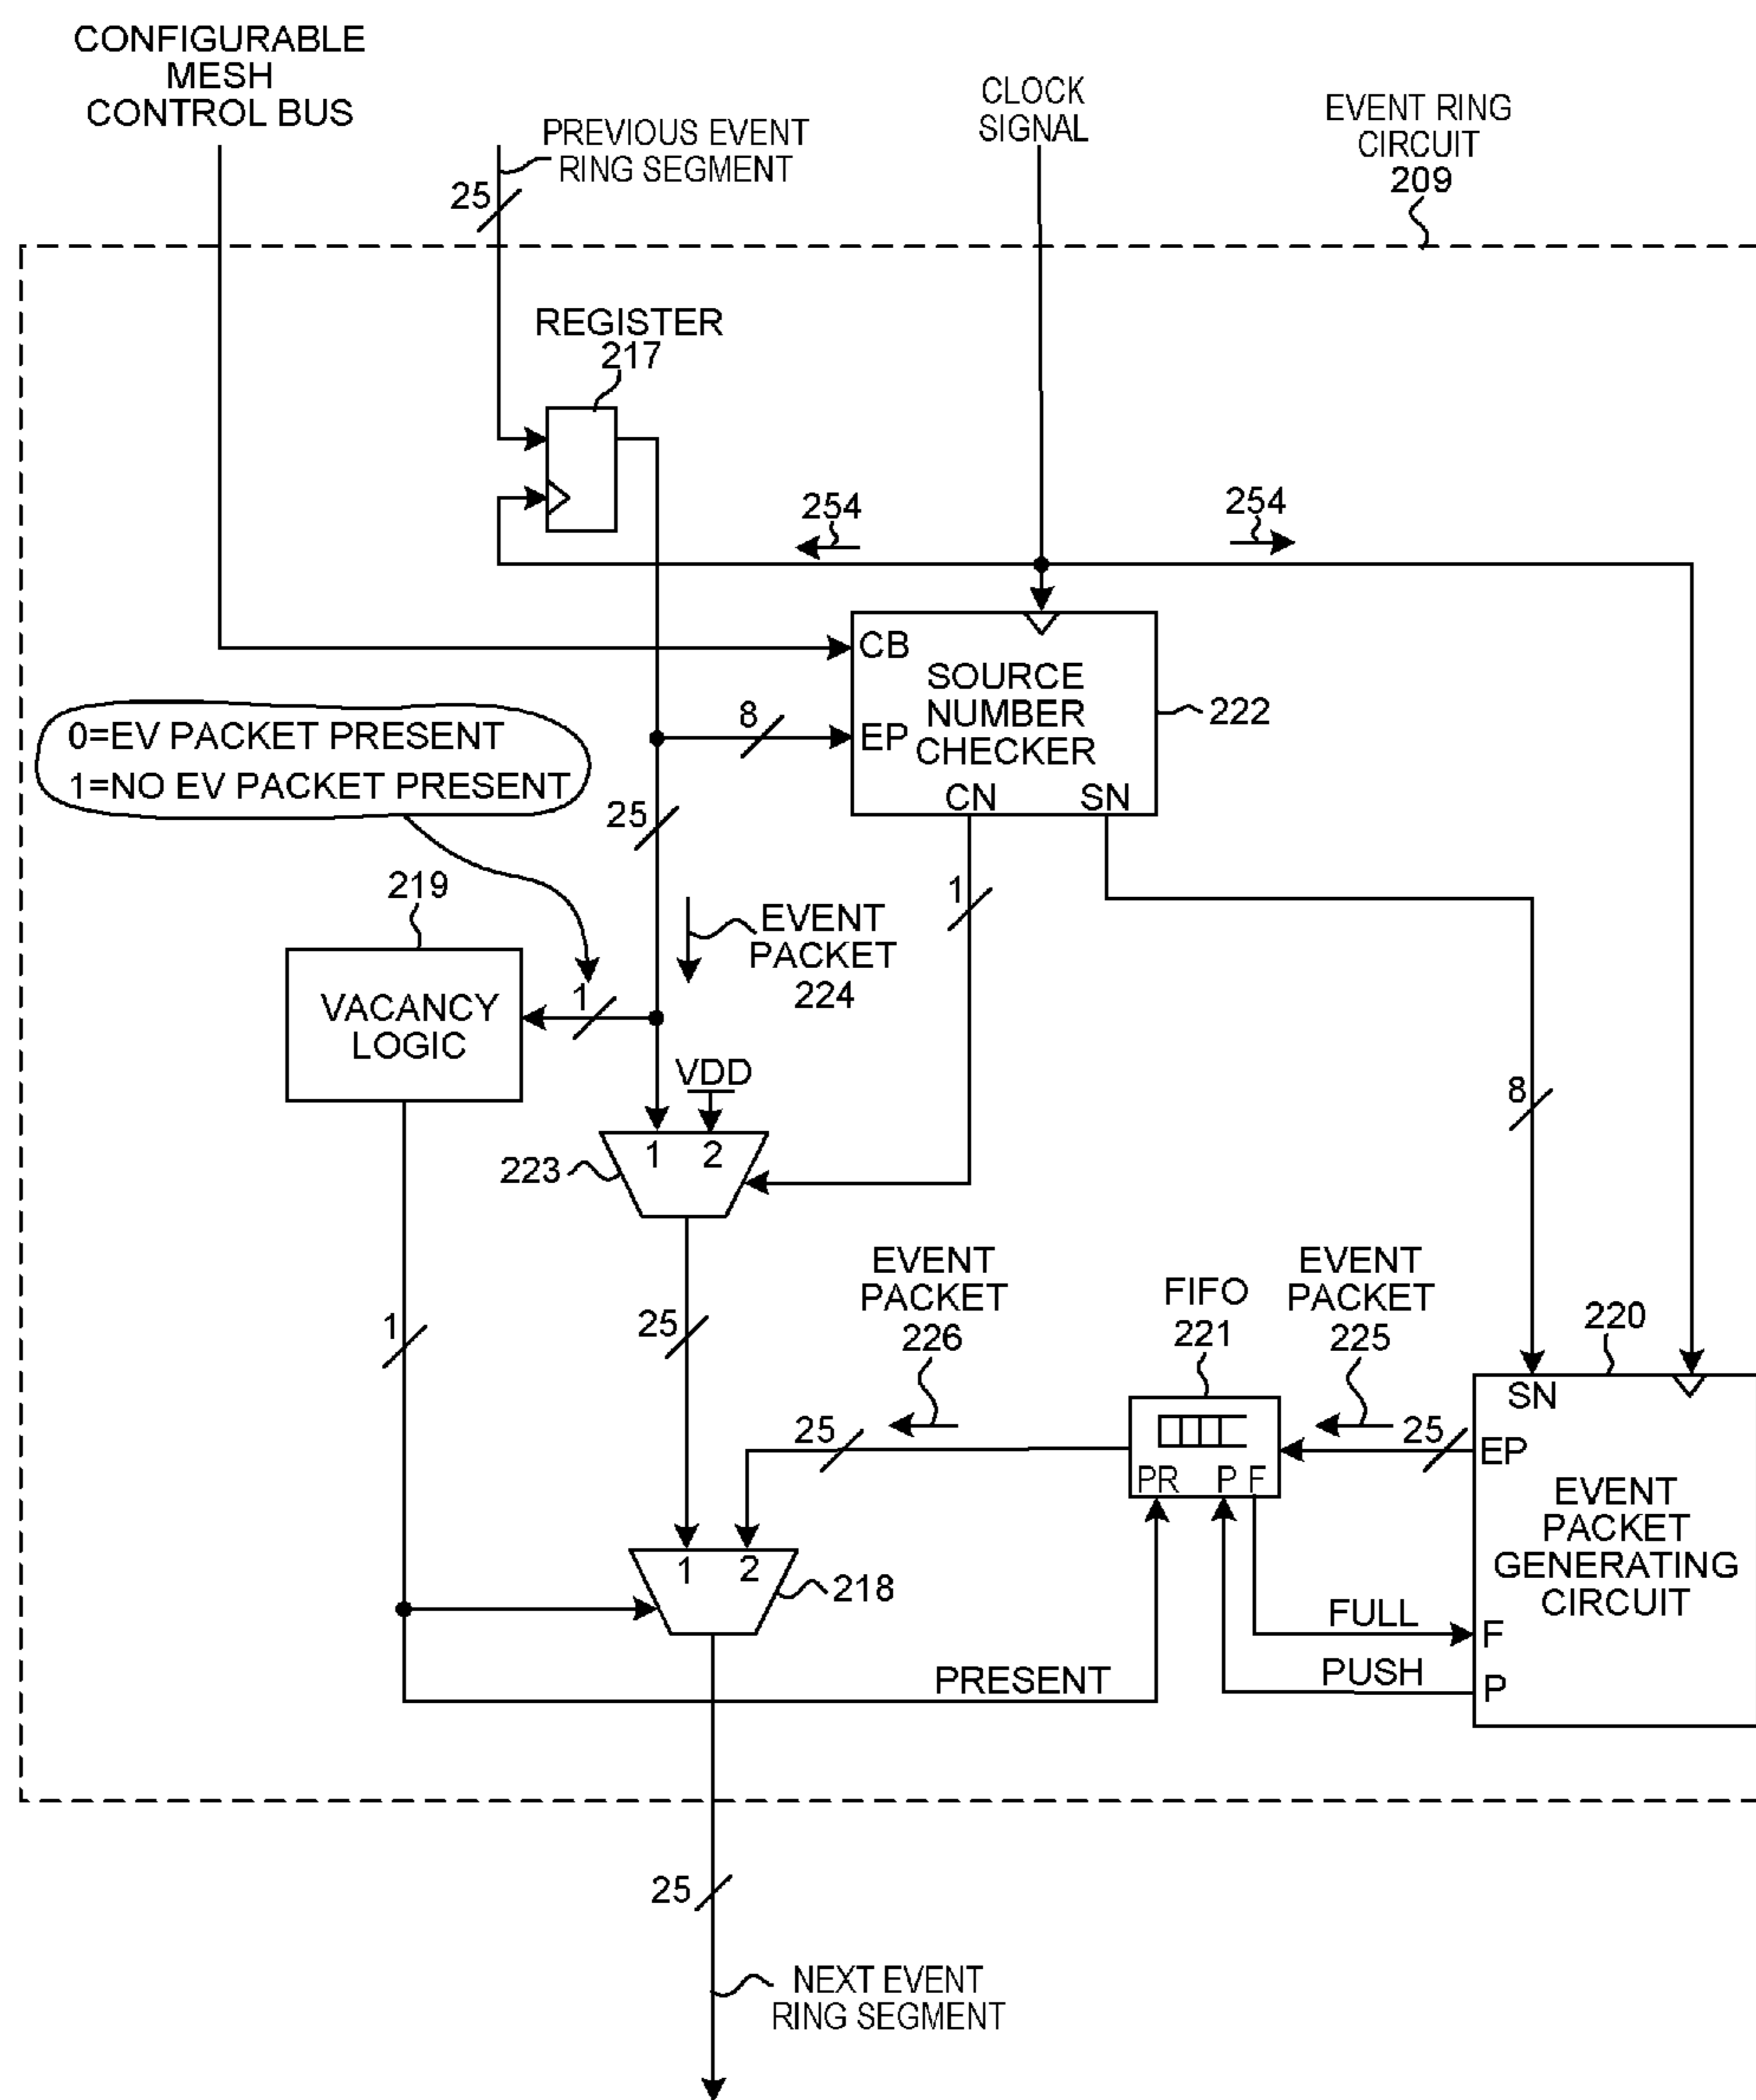 CONFIGURABLE
MESH
CONTROL BUS
PREVIOUS EVENT
RING SEGMENT
25
CLOCK
SIGNAL
EVENT RING
CIRCUIT
209
REGISTER
217
254
254
CB
SOURCE
NUMBER
CHECKER
EP
CN
SN
222
8
0=EV PACKET PRESENT
1=NO EV PACKET PRESENT
25
219
1
EVENT
PACKET
224
VACANCY
LOGIC
1
VDD
8
1
2
223
1
25
EVENT
PACKET
226
FIFO
221
EVENT
PACKET
225
220
25
PR
P
F
25
SN
EP
EVENT
PACKET
GENERATING
CIRCUIT
F
P
1
2
218
FULL
PUSH
PRESENT
25
NEXT EVENT
RING SEGMENT